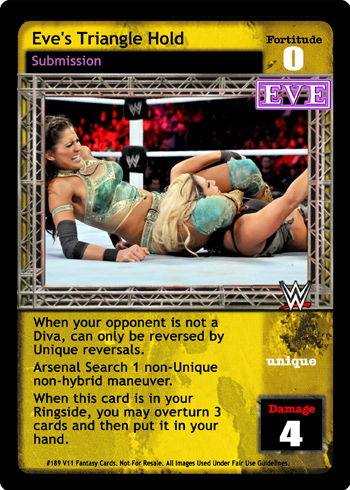 Eve's Triangle Hold
Fortitude
0
Submission
EVE
W
When your opponent is not a
Diva, can only be reversed by
Unique reversals.
Arsenal Search 1 non-Unique
non-hybrid maneuver.
When this card is in your
Ringside, you may overturn 3
cards and then put it in your
hand.
unique
Damage
4
#189 V11 Fantasy Cards. Not For Resale. All Images Used Under Fair Use Guidelines.